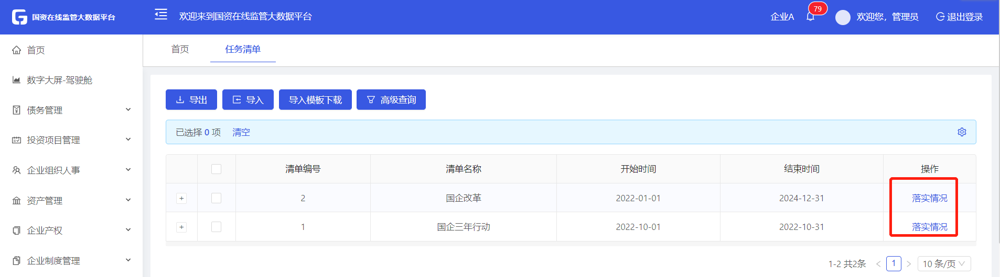 国资在线监管大数据平台
欢迎来到国资在线监管大数据平台
企业A
79
欢迎您，管理员
退出登录
首页
数字大屏-驾驶舱
债务管理
投资项目管理
企业组织人事
资产管理
企业产权
企业制度管理
首页 任务清单
导出 导入 导入模板下载 高级查询
已选择 0 项 清空
清单编号 清单名称 开始时间 结束时间 操作
+ 2 国企改革 2022-01-01 2024-12-31 落实情况
+ 1 国企三年行动 2022-10-01 2022-10-31 落实情况
1-2 共2条 < 1 > 10 条/页